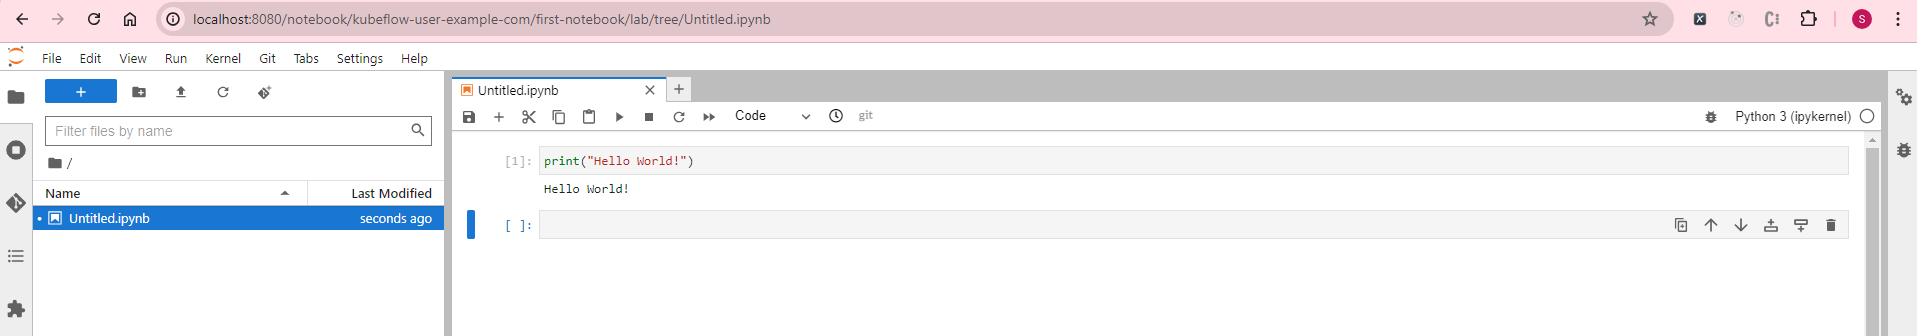 localhost:8080/notebook/kubeflow-user-example-com/first-notebook/lab/tree/Untitled.ipynb
S
File Edit View Run Kernel Git Tabs Settings Help
Untitled.ipynb
Filter files by name
Code
git
Python 3 (ipykernel)
/
Name Last Modified
Untitled.ipynb seconds ago
[1]: print("Hello World!")
Hello World!
[ ]: